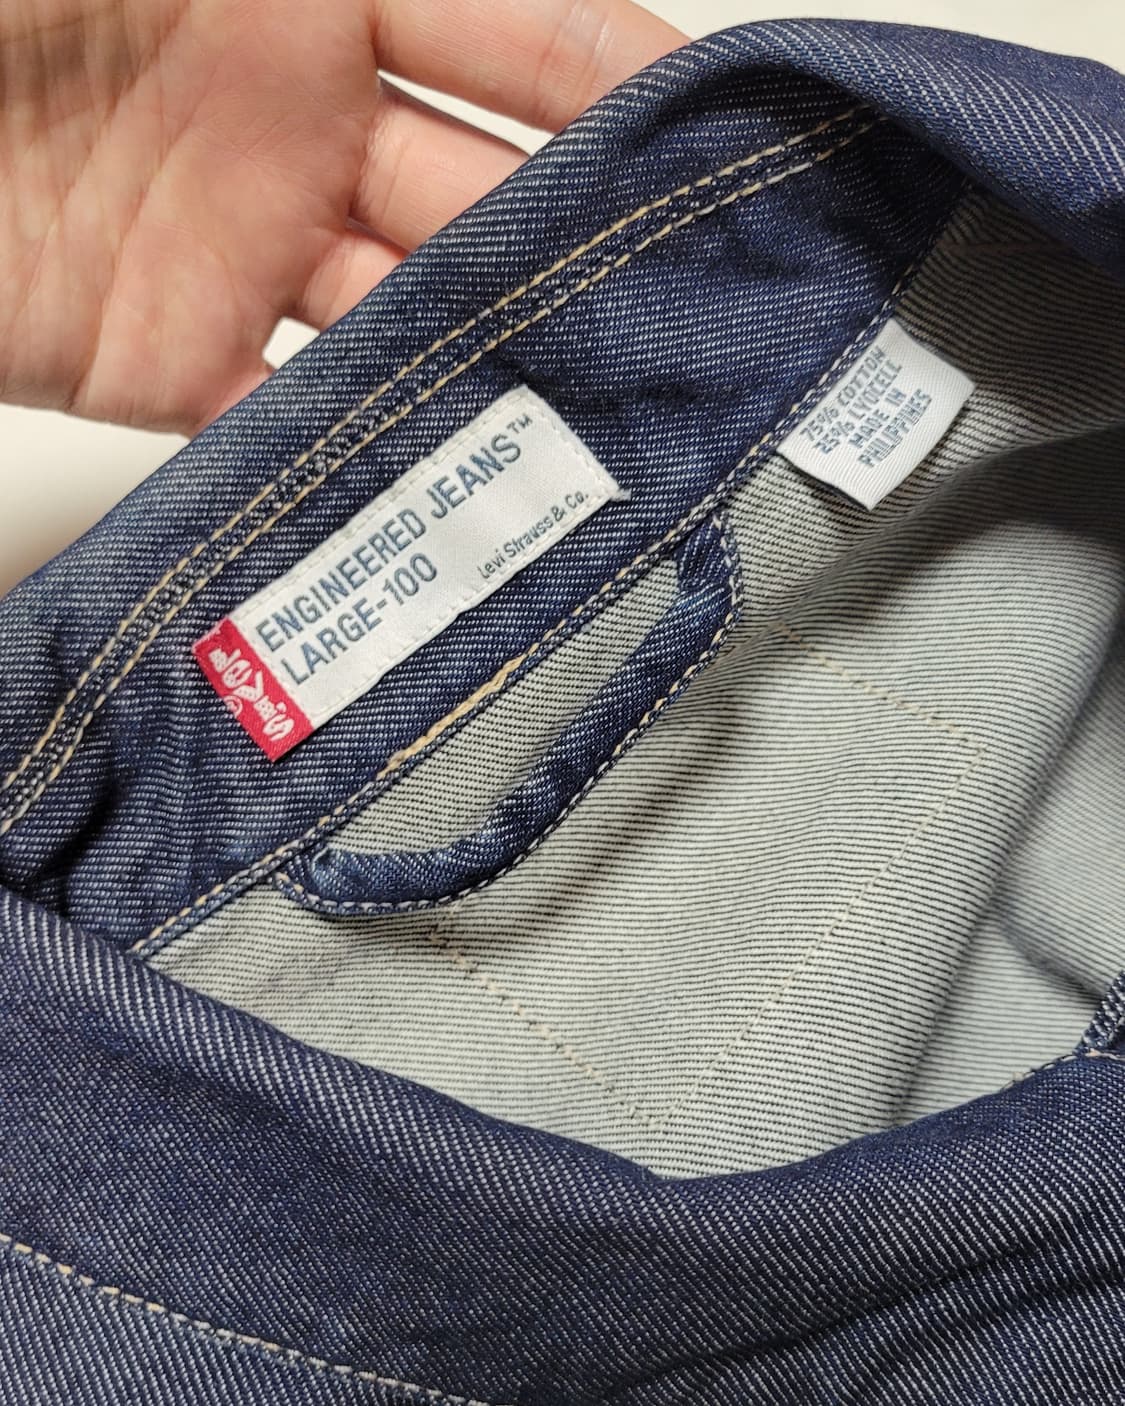 ENGINEERED JEANS™
LARGE-100
Levi Strauss & Co.
LEVI'S®
75% COTTON
25% LYOCELL
MADE IN
PHILIPPINES